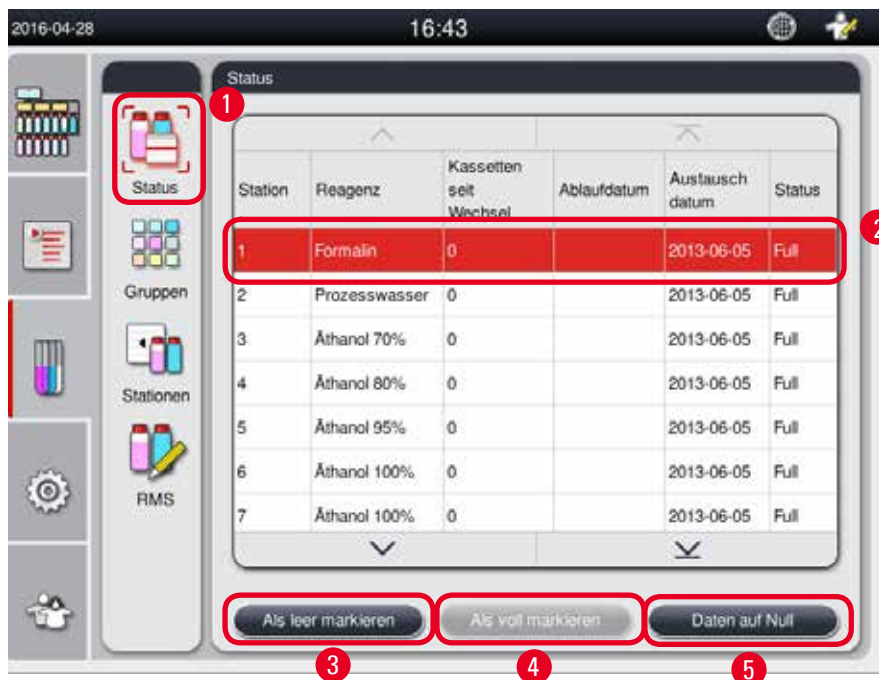 2016-04-28 16:43
Status
1
Status
Gruppen
Stationen
RMS
Station Reagenz Kassetten seit Wechsel Ablaufdatum Austausch datum Status
2
1 Formalin 0 2013-06-05 Full
2 Prozesswasser 0 2013-06-05 Full
3 Äthanol 70% 0 2013-06-05 Full
4 Äthanol 80% 0 2013-06-05 Full
5 Äthanol 95% 0 2013-06-05 Full
6 Äthanol 100% 0 2013-06-05 Full
7 Äthanol 100% 0 2013-06-05 Full
Als leer markieren Als voll markieren Daten auf Null
3 4 5